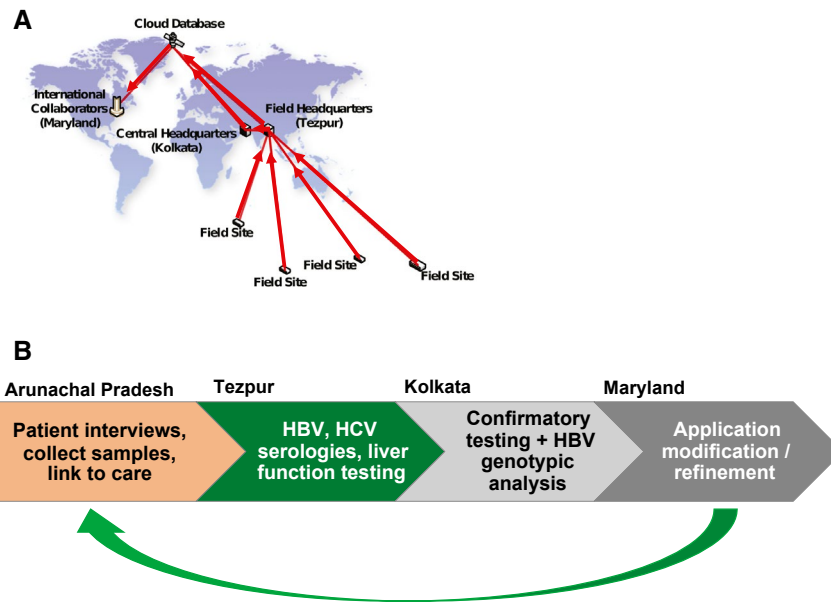 A
Cloud Database
International
Collaborators
(Maryland)
Central Headquarters
(Kolkata)
Field Headquarters
(Tezpur)
Field Site
Field Site
Field Site
Field Site
B
Arunachal Pradesh
Patient interviews,
collect samples,
link to care
Tezpur
HBV, HCV
serologies, liver
function testing
Kolkata
Confirmatory
testing + HBV
genotypic
analysis
Maryland
Application
modification /
refinement